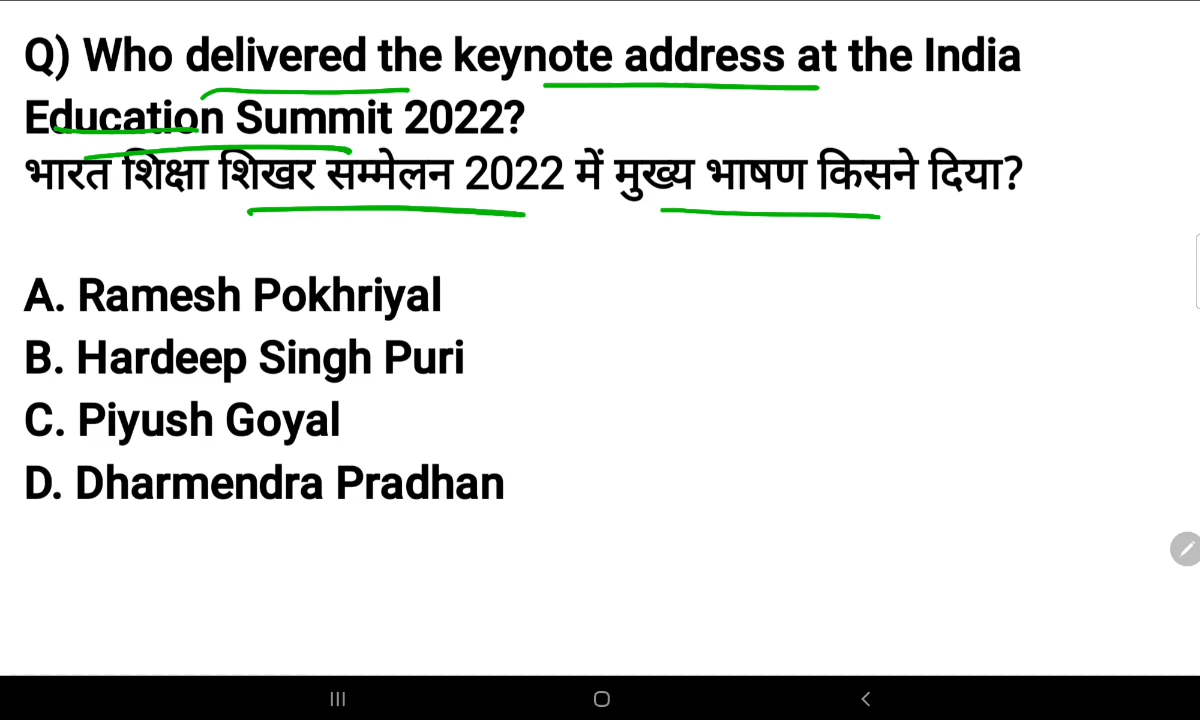 Q) Who delivered the keynote address at the India
Education Summit 2022?
भारत शिक्षा शिखर सम्मेलन 2022 में मुख्य भाषण किसने दिया?
A. Ramesh Pokhriyal
B. Hardeep Singh Puri
C. Piyush Goyal
D. Dharmendra Pradhan